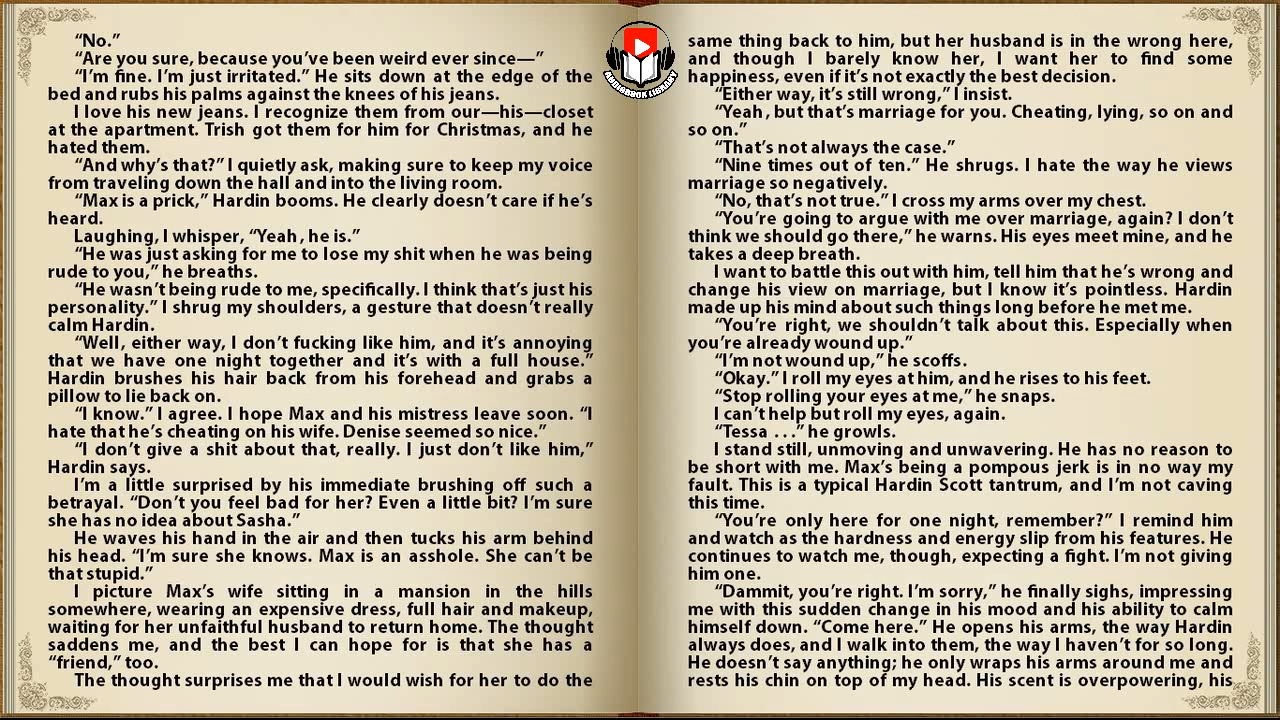 “No.”
“Are you sure, because you’ve been weird ever since—”
“I’m fine. I’m just irritated.” He sits down at the edge of the
bed and rubs his palms against the knees of his jeans.
I love his new jeans. I recognize them from our—his—closet
at the apartment. Trish got them for him for Christmas, and he
hated them.
“And why’s that?” I quietly ask, making sure to keep my voice
from traveling down the hall and into the living room.
“Max is a prick,” Hardin booms. He clearly doesn’t care if he’s
heard.
Laughing, I whisper, “Yeah, he is.”
“He was just asking for me to lose my shit when he was being
rude to you,” he breaths.
“He wasn’t being rude to me, specifically. I think that’s just his
personality.” I shrug my shoulders, a gesture that doesn’t really
calm Hardin.
“Well, either way, I don’t fucking like him, and it’s annoying
that we have one night together and it’s with a full house.”
Hardin brushes his hair back from his forehead and grabs a
pillow to lie back on.
“I know.” I agree. I hope Max and his mistress leave soon. “I
hate that he’s cheating on his wife. Denise seemed so nice.”
“I don’t give a shit about that, really. I just don’t like him,”
Hardin says.
I’m a little surprised by his immediate brushing off such a
betrayal. “Don’t you feel bad for her? Even a little bit? I’m sure
she has no idea about Sasha.”
He waves his hand in the air and then tucks his arm behind
his head. “I’m sure she knows. Max is an asshole. She can’t be
that stupid.”
I picture Max’s wife sitting in a mansion in the hills
somewhere, wearing an expensive dress, full hair and makeup,
waiting for her unfaithful husband to return home. The thought
saddens me, and the best I can hope for is that she has a
“friend,” too.
The thought surprises me that I would wish for her to do the
AUDIOBOOK LIBRARY
same thing back to him, but her husband is in the wrong here,
and though I barely know her, I want her to find some
happiness, even if it’s not exactly the best decision.
“Either way, it’s still wrong,” I insist.
“Yeah, but that’s marriage for you. Cheating, lying, so on and
so on.”
“That’s not always the case.”
“Nine times out of ten.” He shrugs. I hate the way he views
marriage so negatively.
“No, that’s not true.” I cross my arms over my chest.
“You’re going to argue with me over marriage, again? I don’t
think we should go there,” he warns. His eyes meet mine, and he
takes a deep breath.
I want to battle this out with him, tell him that he’s wrong and
change his view on marriage, but I know it’s pointless. Hardin
made up his mind about such things long before he met me.
“You’re right, we shouldn’t talk about this. Especially when
you’re already wound up.”
“I’m not wound up,” he scoffs.
“Okay.” I roll my eyes at him, and he rises to his feet.
“Stop rolling your eyes at me,” he snaps.
I can’t help but roll my eyes, again.
“Tessa . . .” he growls.
I stand still, unmoving and unwavering. He has no reason to
be short with me. Max’s being a pompous jerk is in no way my
fault. This is a typical Hardin Scott tantrum, and I’m not caving
this time.
“You’re only here for one night, remember?” I remind him
and watch as the hardness and energy slip from his features. He
continues to watch me, though, expecting a fight. I’m not giving
him one.
“Dammit, you’re right. I’m sorry,” he finally sighs, impressing
me with this sudden change in his mood and his ability to calm
himself down. “Come here.” He opens his arms, the way Hardin
always does, and I walk into them, the way I haven’t for so long.
He doesn’t say anything; he only wraps his arms around me and
rests his chin on top of my head. His scent is overpowering, his